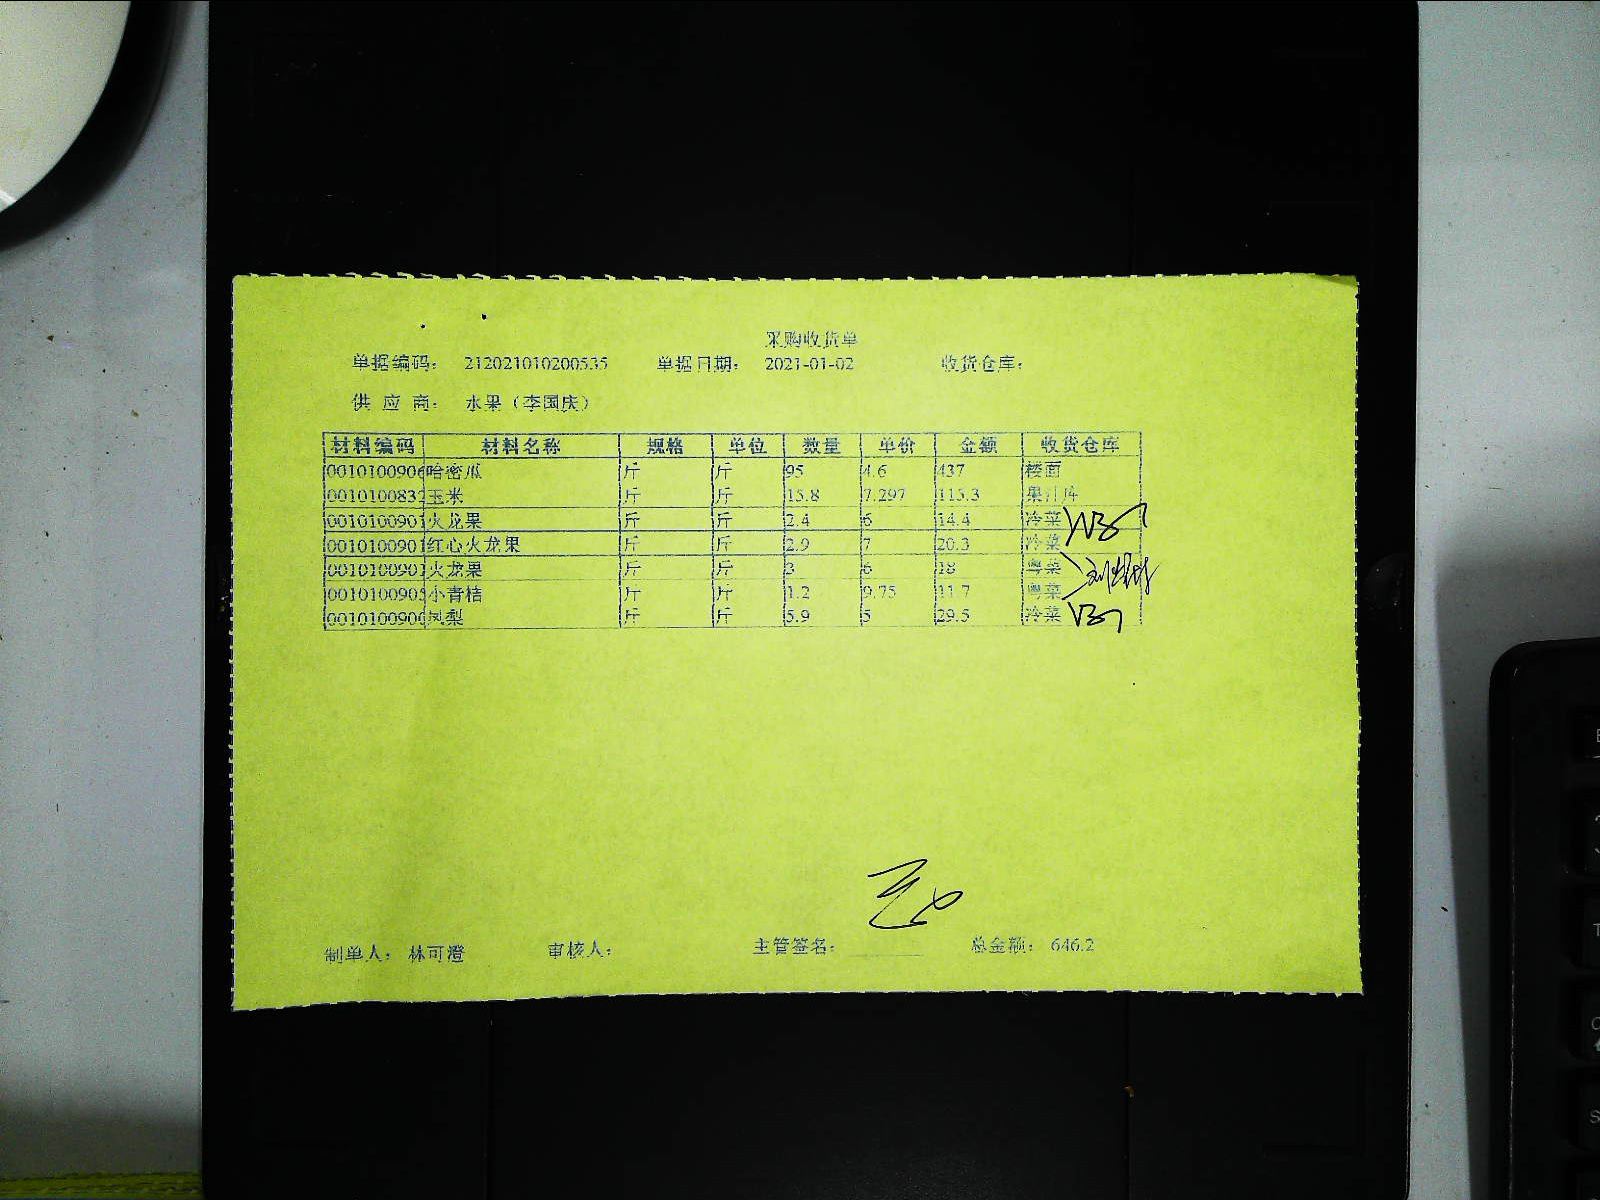 采购收货单
单据编码： 212021010200535 单据日期： 2021-01-02 收货仓库：
供 应 商： 水果（李国庆）
材料编码 材料名称 规格 单位 数量 单价 金额 收货仓库
0010100906 哈密瓜 斤 斤 95 4.6 437 楼面
0010100832 玉米 斤 斤 15.8 7.297 115.3 果汁库
0010100901 火龙果 斤 斤 2.4 6 14.4 冷菜
0010100901 红心火龙果 斤 斤 2.9 7 20.3 冷菜
0010100901 火龙果 斤 斤 3 6 18 粤菜
0010100905 小青桔 斤 斤 1.2 9.75 11.7 粤菜
0010100900 凤梨 斤 斤 5.9 5 29.5 冷菜
制单人： 林可澄 审核人： 主管签名： 总金额： 646.2